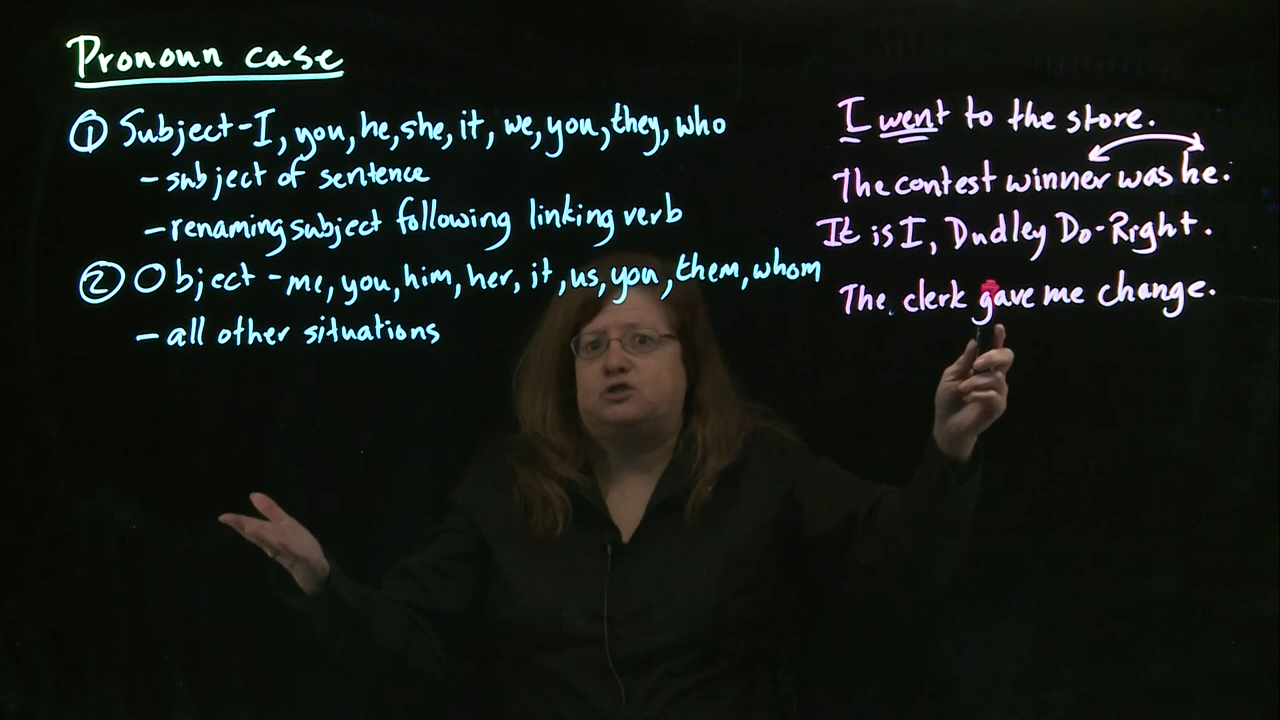 Pronoun case
① Subject-I, you, he, she, it, we, you, they, who
- subject of sentence
- renaming subject following linking verb
② Object - me, you, him, her, it, us, you, them, whom
- all other situations
I went to the store.
The contest winner was he.
It is I, Dudley Do-Right.
The clerk gave me change.